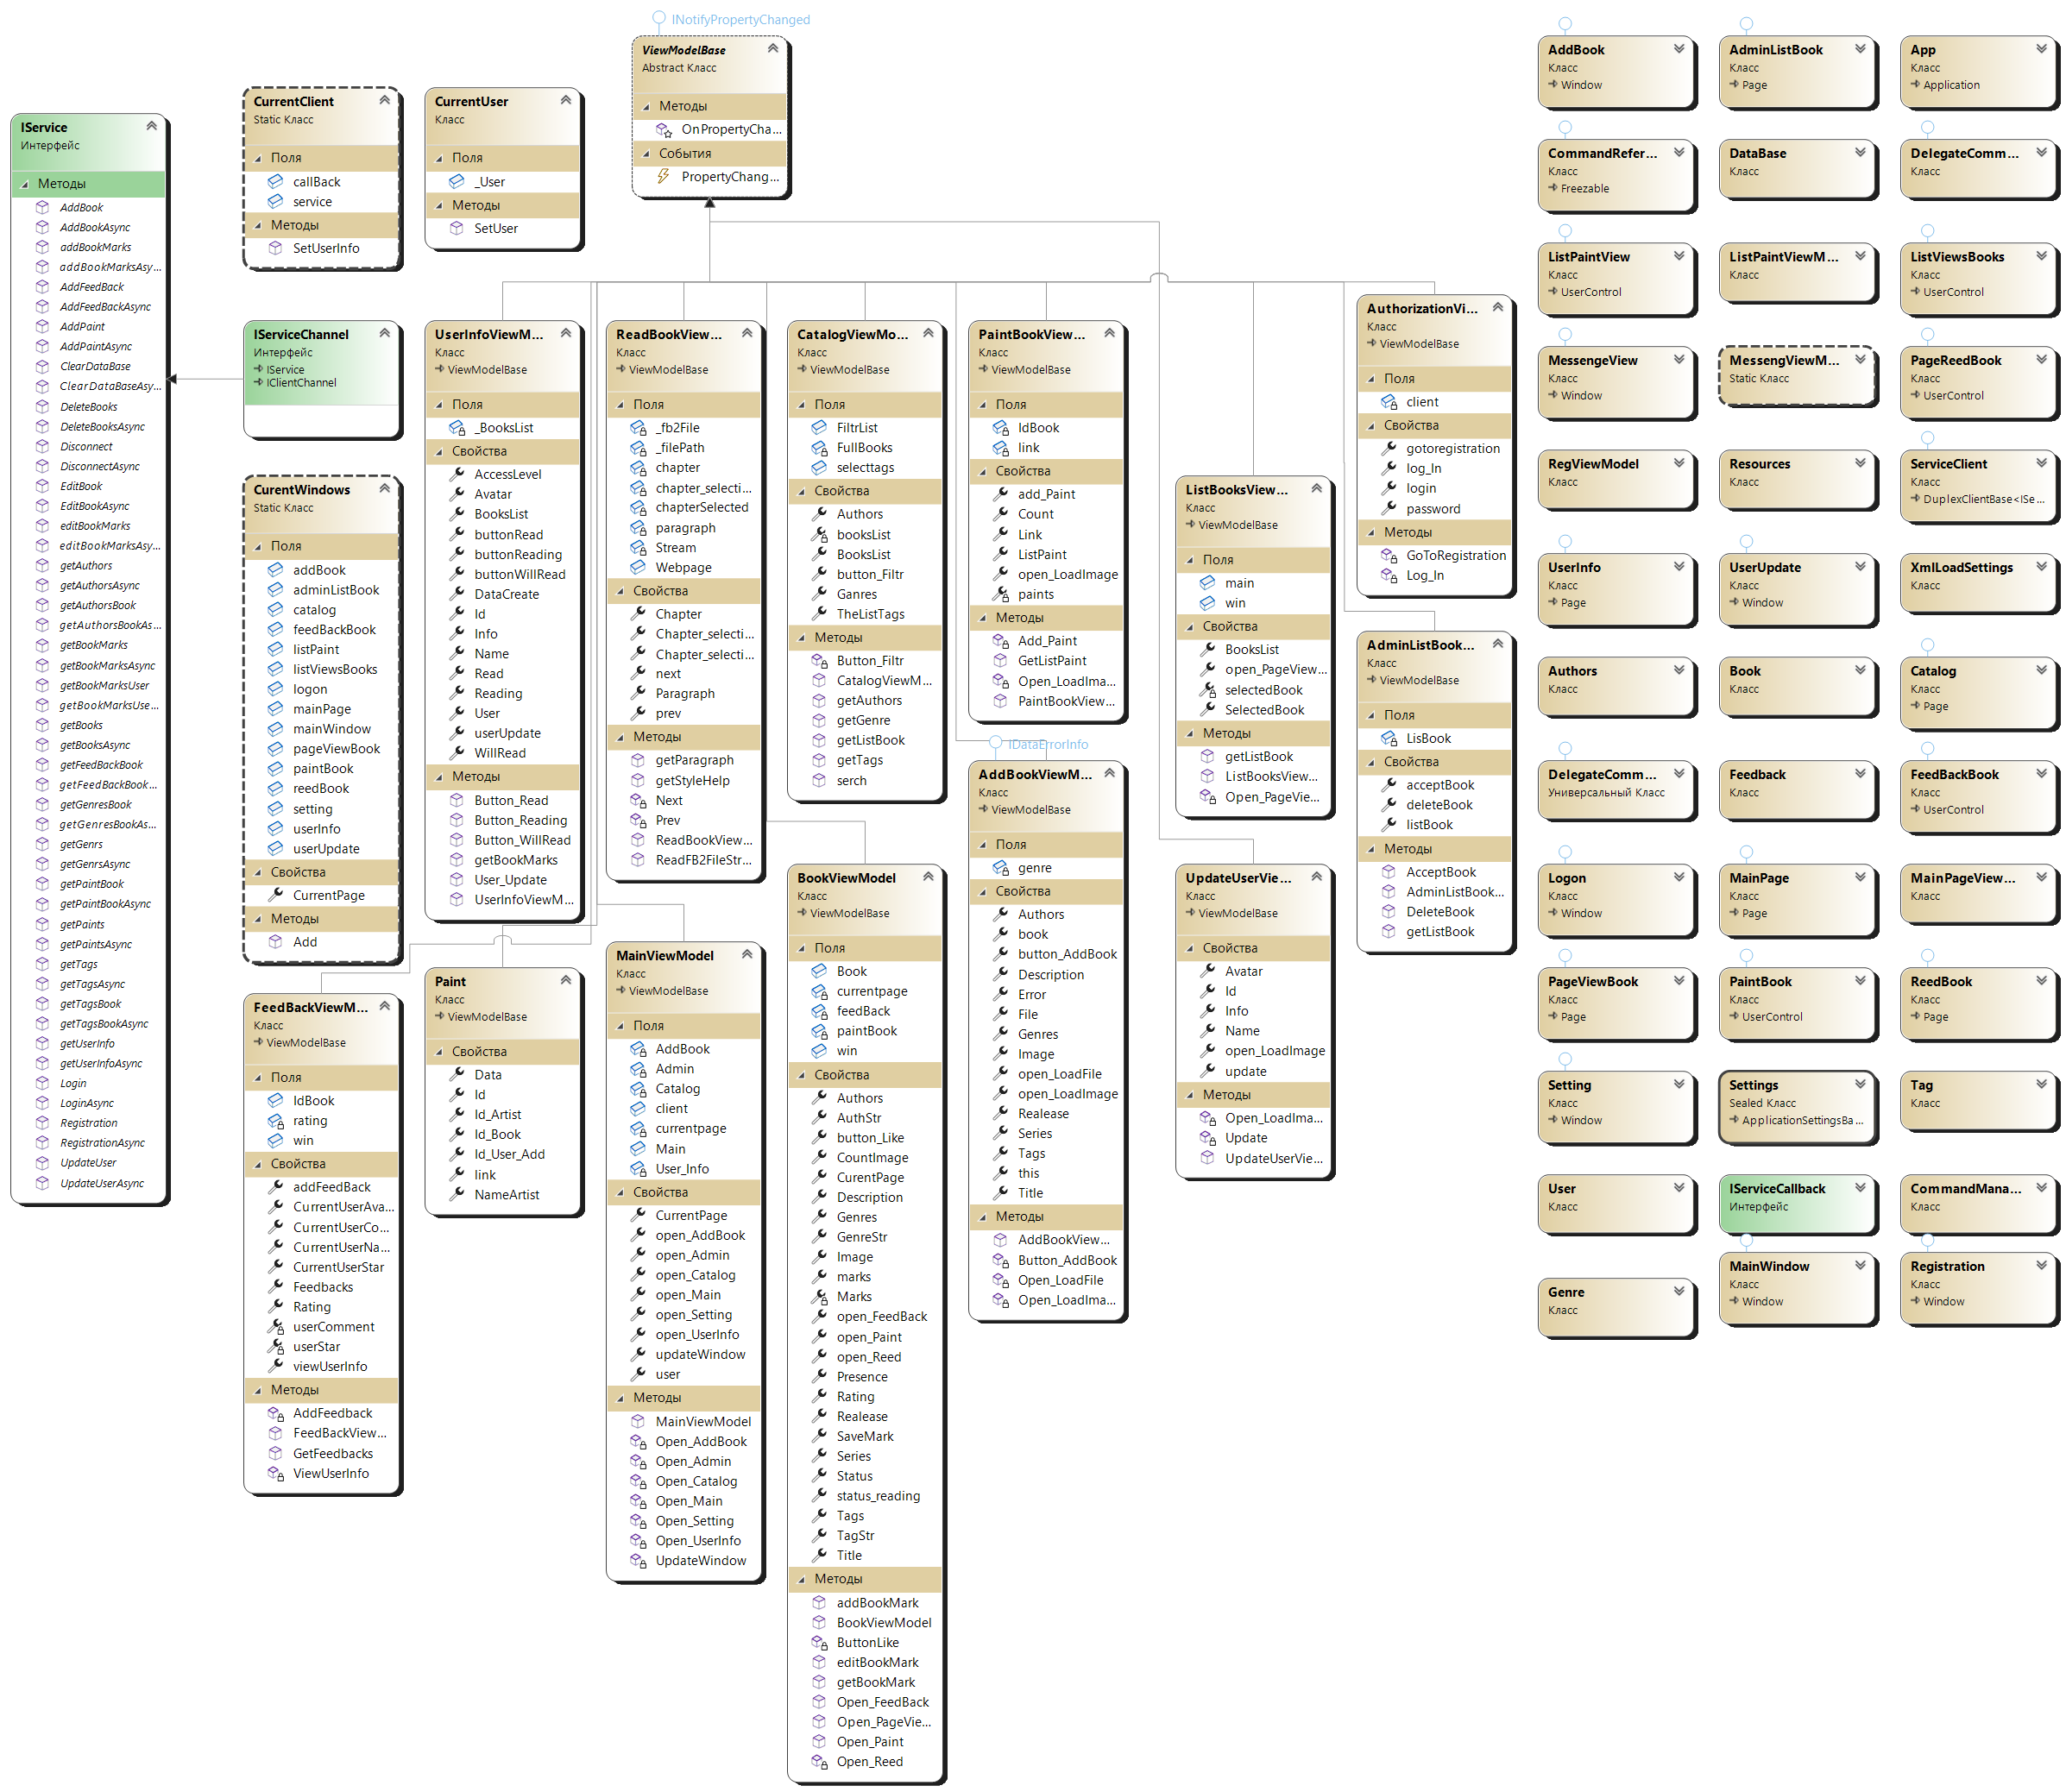 INotifyPropertyChanged
ViewModelBase
Abstract Класс
Методы
OnPropertyCha...
События
PropertyChang...
IService
Интерфейс
Методы
AddBook
AddBookAsync
addBookMarks
addBookMarksAsy...
AddFeedBack
AddFeedBackAsync
AddPaint
AddPaintAsync
ClearDataBase
ClearDataBaseAsy...
DeleteBooks
DeleteBooksAsync
Disconnect
DisconnectAsync
EditBook
EditBookAsync
editBookMarks
editBookMarksAsy...
getAuthors
getAuthorsAsync
getAuthorsBook
getAuthorsBookAs...
getBookMarks
getBookMarksAsync
getBookMarksUser
getBookMarksUse...
getBooks
getBooksAsync
getFeedBackBook
getFeedBackBook...
getGenresBook
getGenresBookAs...
getGenrs
getGenrsAsync
getPaintBook
getPaintBookAsync
getPaints
getPaintsAsync
getTags
getTagsAsync
getTagsBook
getTagsBookAsync
getUserInfo
getUserInfoAsync
Login
LoginAsync
Registration
RegistrationAsync
UpdateUser
UpdateUserAsync
CurrentClient
Static Класс
Поля
callBack
service
Методы
SetUserInfo
CurrentUser
Класс
Поля
_User
Методы
SetUser
IServiceChannel
Интерфейс
IService
IClientChannel
CurentWindows
Static Класс
Поля
addBook
adminListBook
catalog
feedBackBook
listPaint
listViewsBooks
logon
mainPage
mainWindow
pageViewBook
paintBook
reedBook
setting
userInfo
userUpdate
Свойства
CurrentPage
Методы
Add
FeedBackViewM...
Класс
ViewModelBase
Поля
IdBook
rating
win
Свойства
addFeedBack
CurrentUserAva...
CurrentUserCo...
CurrentUserNa...
CurrentUserStar
Feedbacks
Rating
userComment
userStar
viewUserInfo
Методы
AddFeedback
FeedBackView...
GetFeedbacks
ViewUserInfo
UserInfoViewM...
Класс
ViewModelBase
Поля
_BooksList
Свойства
AccessLevel
Avatar
BooksList
buttonRead
buttonReading
buttonWillRead
DataCreate
Id
Info
Name
Read
Reading
User
userUpdate
WillRead
Методы
Button_Read
Button_Reading
Button_WillRead
getBookMarks
User_Update
UserInfoViewM...
Paint
Класс
ViewModelBase
Свойства
Data
Id
Id_Artist
Id_Book
Id_User_Add
link
NameArtist
ReadBookView...
Класс
ViewModelBase
Поля
_fb2File
_filePath
chapter
chapter_selecti...
chapterSelected
paragraph
Stream
Webpage
Свойства
Chapter
Chapter_selecti...
Chapter_selecti...
next
Paragraph
prev
Методы
getParagraph
getStyleHelp
Next
Prev
ReadBookView...
ReadFB2FileStr...
MainViewModel
Класс
ViewModelBase
Поля
AddBook
Admin
Catalog
client
currentpage
Main
User_Info
Свойства
CurrentPage
open_AddBook
open_Admin
open_Catalog
open_Main
open_Setting
open_UserInfo
updateWindow
user
Методы
MainViewModel
Open_AddBook
Open_Admin
Open_Catalog
Open_Main
Open_Setting
Open_UserInfo
UpdateWindow
CatalogViewMo...
Класс
ViewModelBase
Поля
FiltrList
FullBooks
selecttags
Свойства
Authors
booksList
BooksList
button_Filtr
Ganres
TheListTags
Методы
Button_Filtr
CatalogViewM...
getAuthors
getGenre
getListBook
getTags
serch
BookViewModel
Класс
ViewModelBase
Поля
Book
currentpage
feedBack
paintBook
win
Свойства
Authors
AuthStr
button_Like
CountImage
CurentPage
Description
Genres
GenreStr
Image
marks
Marks
open_FeedBack
open_Paint
open_Reed
Presence
Rating
Realease
SaveMark
Series
Status
status_reading
Tags
TagStr
Title
Методы
addBookMark
BookViewModel
ButtonLike
editBookMark
getBookMark
Open_FeedBack
Open_PageVie...
Open_Paint
Open_Reed
PaintBookView...
Класс
ViewModelBase
Поля
IdBook
link
Свойства
add_Paint
Count
Link
ListPaint
open_LoadImage
paints
Методы
Add_Paint
GetListPaint
Open_LoadIma...
PaintBookView...
IDataErrorInfo
AddBookViewM...
Класс
ViewModelBase
Поля
genre
Свойства
Authors
book
button_AddBook
Description
Error
File
Genres
Image
open_LoadFile
open_LoadImage
Realease
Series
Tags
this
Title
Методы
AddBookView...
Button_AddBook
Open_LoadFile
Open_LoadIma...
ListBooksView...
Класс
ViewModelBase
Поля
main
win
Свойства
BooksList
open_PageView...
selectedBook
SelectedBook
Методы
getListBook
ListBooksView...
Open_PageVie...
UpdateUserVie...
Класс
ViewModelBase
Свойства
Avatar
Id
Info
Name
open_LoadImage
update
Методы
Open_LoadIma...
Update
UpdateUserVie...
AuthorizationVi...
Класс
ViewModelBase
Поля
client
Свойства
gotoregistration
log_In
login
password
Методы
GoToRegistration
Log_In
AdminListBook...
Класс
ViewModelBase
Поля
LisBook
Свойства
acceptBook
deleteBook
listBook
Методы
AcceptBook
AdminListBook...
DeleteBook
getListBook
AddBook
Класс
Window
AdminListBook
Класс
Page
App
Класс
Application
CommandRefer...
Класс
Freezable
DataBase
Класс
DelegateComm...
Класс
ListPaintView
Класс
UserControl
ListPaintViewM...
Класс
ListViewsBooks
Класс
UserControl
MessengeView
Класс
Window
MessengViewM...
Static Класс
PageReedBook
Класс
UserControl
RegViewModel
Класс
Resources
Класс
ServiceClient
Класс
DuplexClientBase<ISe...
UserInfo
Класс
Page
UserUpdate
Класс
Window
XmlLoadSettings
Класс
Authors
Класс
Book
Класс
Catalog
Класс
Page
DelegateComm...
Универсальный Класс
Feedback
Класс
FeedBackBook
Класс
UserControl
Logon
Класс
Window
MainPage
Класс
Page
MainPageView...
Класс
PageViewBook
Класс
Page
PaintBook
Класс
UserControl
ReedBook
Класс
Page
Setting
Класс
Window
Settings
Sealed Класс
ApplicationSettingsBa...
Tag
Класс
User
Класс
IServiceCallback
Интерфейс
CommandMana...
Класс
Genre
Класс
MainWindow
Класс
Window
Registration
Класс
Window